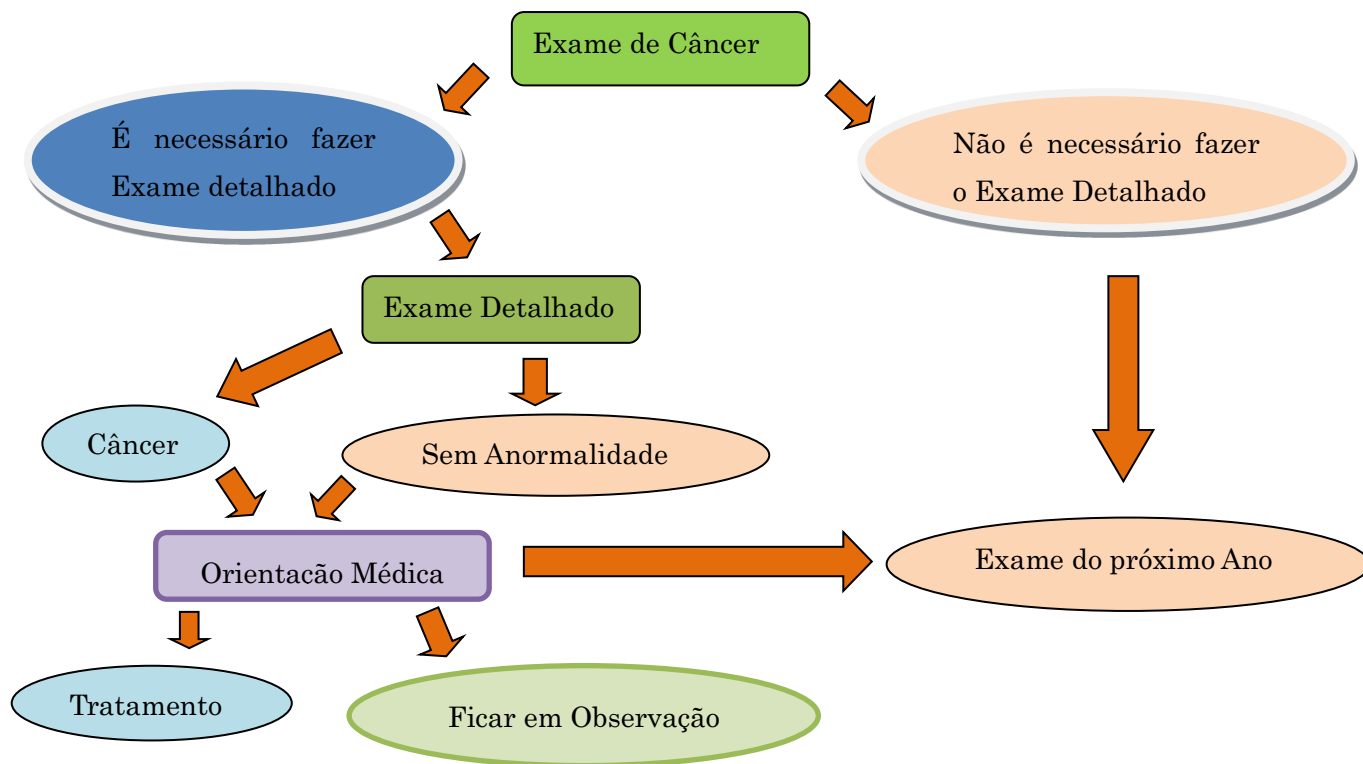 Exame de Câncer
É necessário fazer
Exame detalhado
Não é necessário fazer
o Exame Detalhado
Exame Detalhado
Câncer
Sem Anormalidade
Orientacão Médica
Exame do próximo Ano
Tratamento
Ficar em Observação